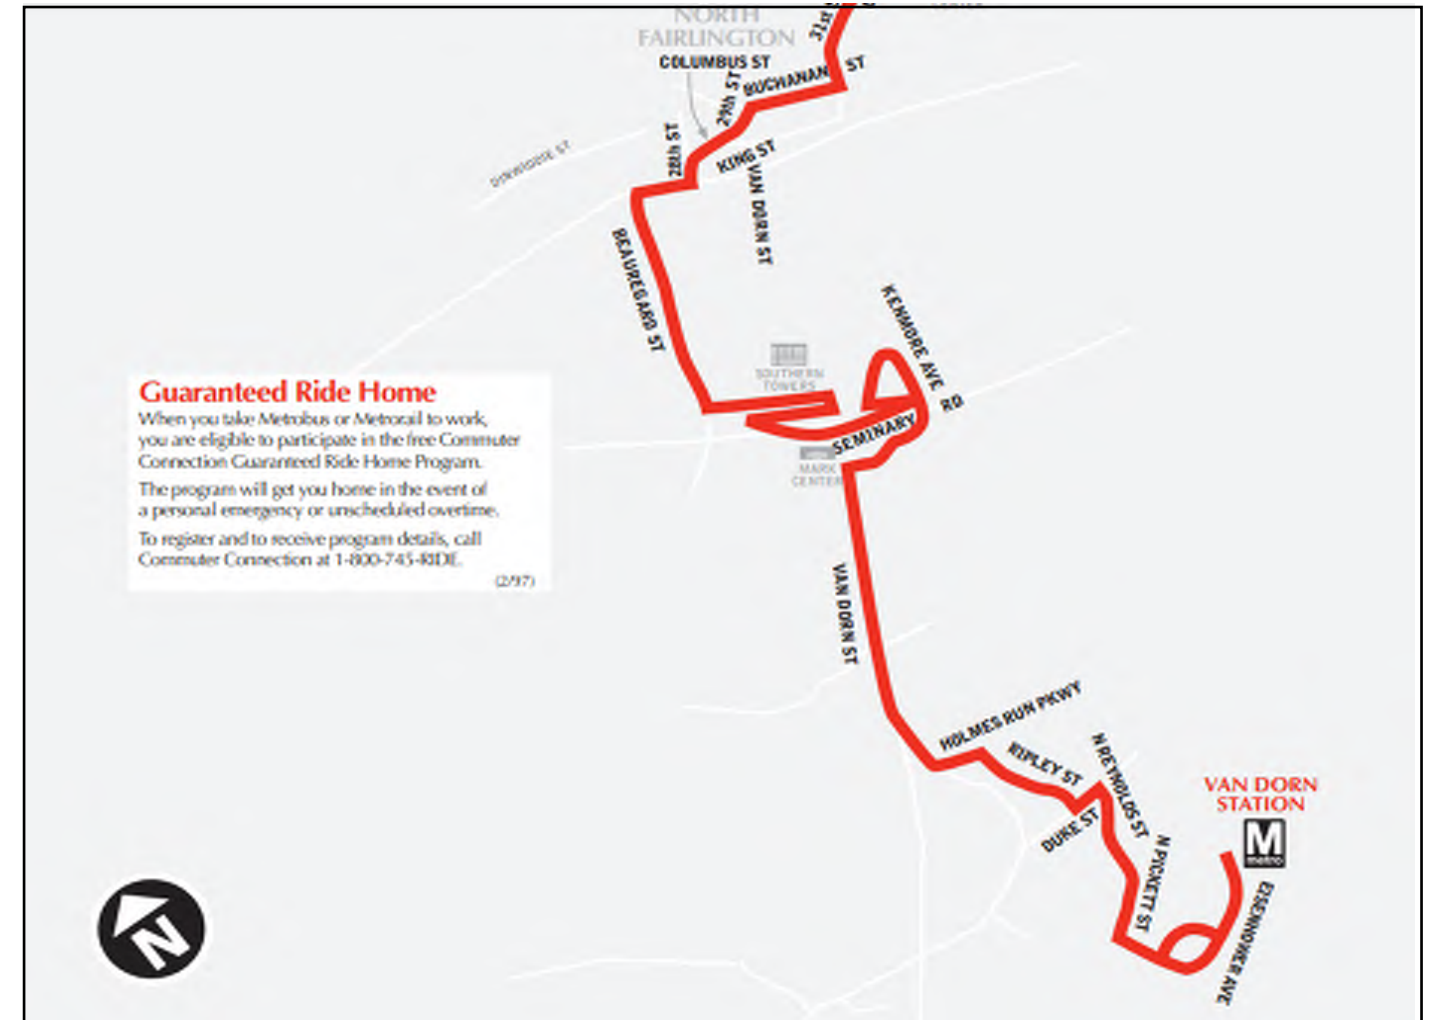 NORTH
FAIRLINGTON
31st
COLUMBUS ST
BUCHANAN ST
29th ST
28th ST
KING ST
DINWIDDIE ST
VAN DORN ST
BEAUREGARD ST
KENMORE AVE
SOUTHERN
TOWERS
SEMINARY RD
MARK
CENTER
Guaranteed Ride Home
When you take Metrobus or Metrorail to work,
you are eligible to participate in the free Commuter
Connection Guaranteed Ride Home Program.
The program will get you home in the event of
a personal emergency or unscheduled overtime.
To register and to receive program details, call
Commuter Connection at 1-800-745-RIDE.
(2/97)
VAN DORN ST
HOLMES RUN PKWY
RIPLEY ST
N REYNOLDS ST
DUKE ST
N PICKETT ST
VAN DORN
STATION
M
metro
EISENHOWER AVE
N